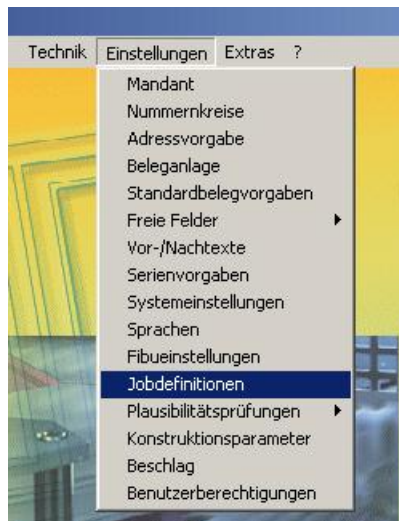 Technik Einstellungen Extras ?
Mandant
Nummernkreise
Adressvorgabe
Beleganlage
Standardbelegvorgaben
Freie Felder
Vor-/Nachtexte
Serienvorgaben
Systemeinstellungen
Sprachen
Fibueinstellungen
Jobdefinitionen
Plausibilitätsprüfungen
Konstruktionsparameter
Beschlag
Benutzerberechtigungen